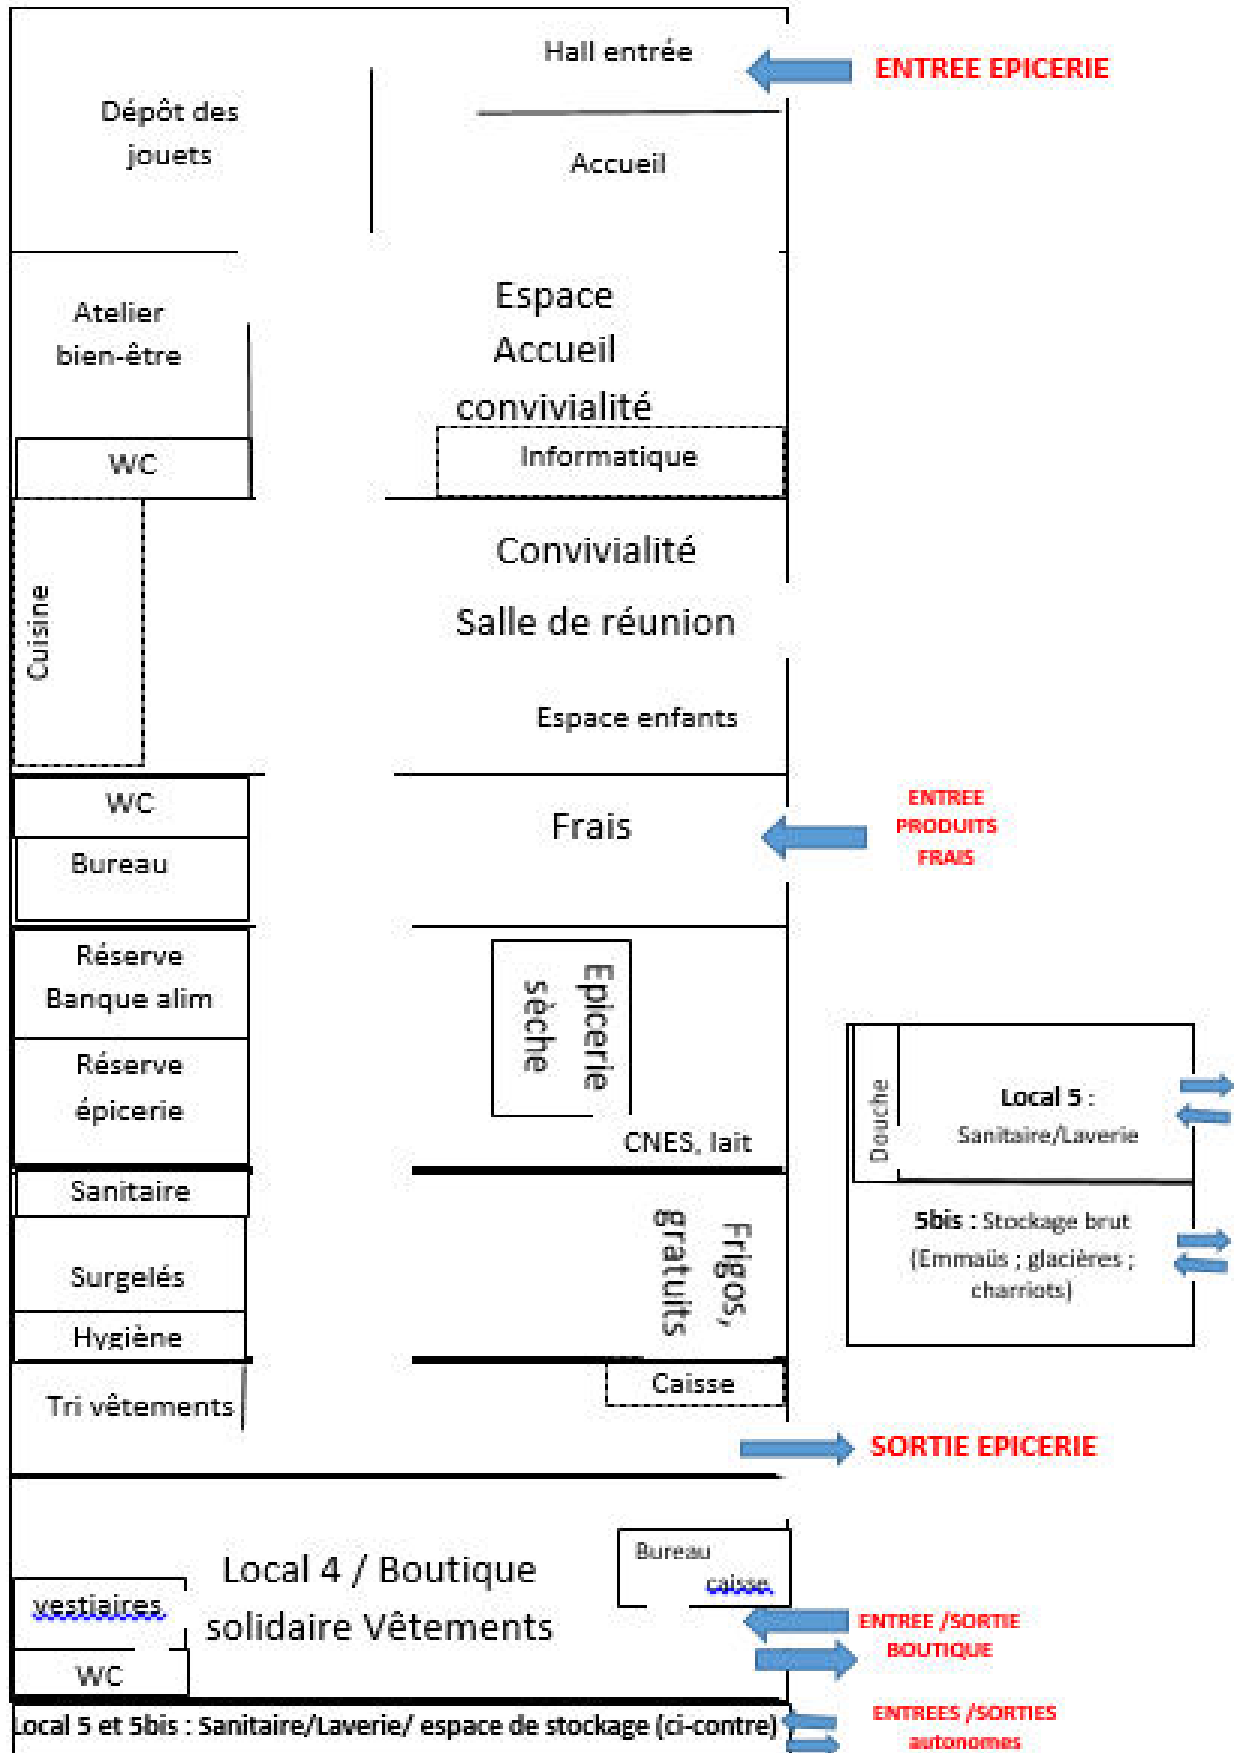 Hall entrée
ENTREE EPICERIE
Dépôt des
jouets
Accueil
Atelier
bien-être
Espace
Accueil
convivialité
WC
Informatique
Cuisine
Convivialité
Salle de réunion
Espace enfants
WC
Frais
ENTREE
PRODUITS
FRAIS
Bureau
Réserve
Banque alim
Epicerie
sèche
Réserve
épicerie
CNES, lait
Douche
Local 5 :
Sanitaire/Laverie
Sanitaire
5bis : Stockage brut
(Emmaüs ; glacières ;
charriots)
Surgelés
Frigos,
gratuits
Hygiène
Tri vêtements
Caisse
SORTIE EPICERIE
Local 4 / Boutique
solidaire Vêtements
Bureau
caisse
vestiaires
WC
ENTREE /SORTIE
BOUTIQUE
Local 5 et 5bis : Sanitaire/Laverie/ espace de stockage (ci-contre)
ENTREES /SORTIES
autonomes